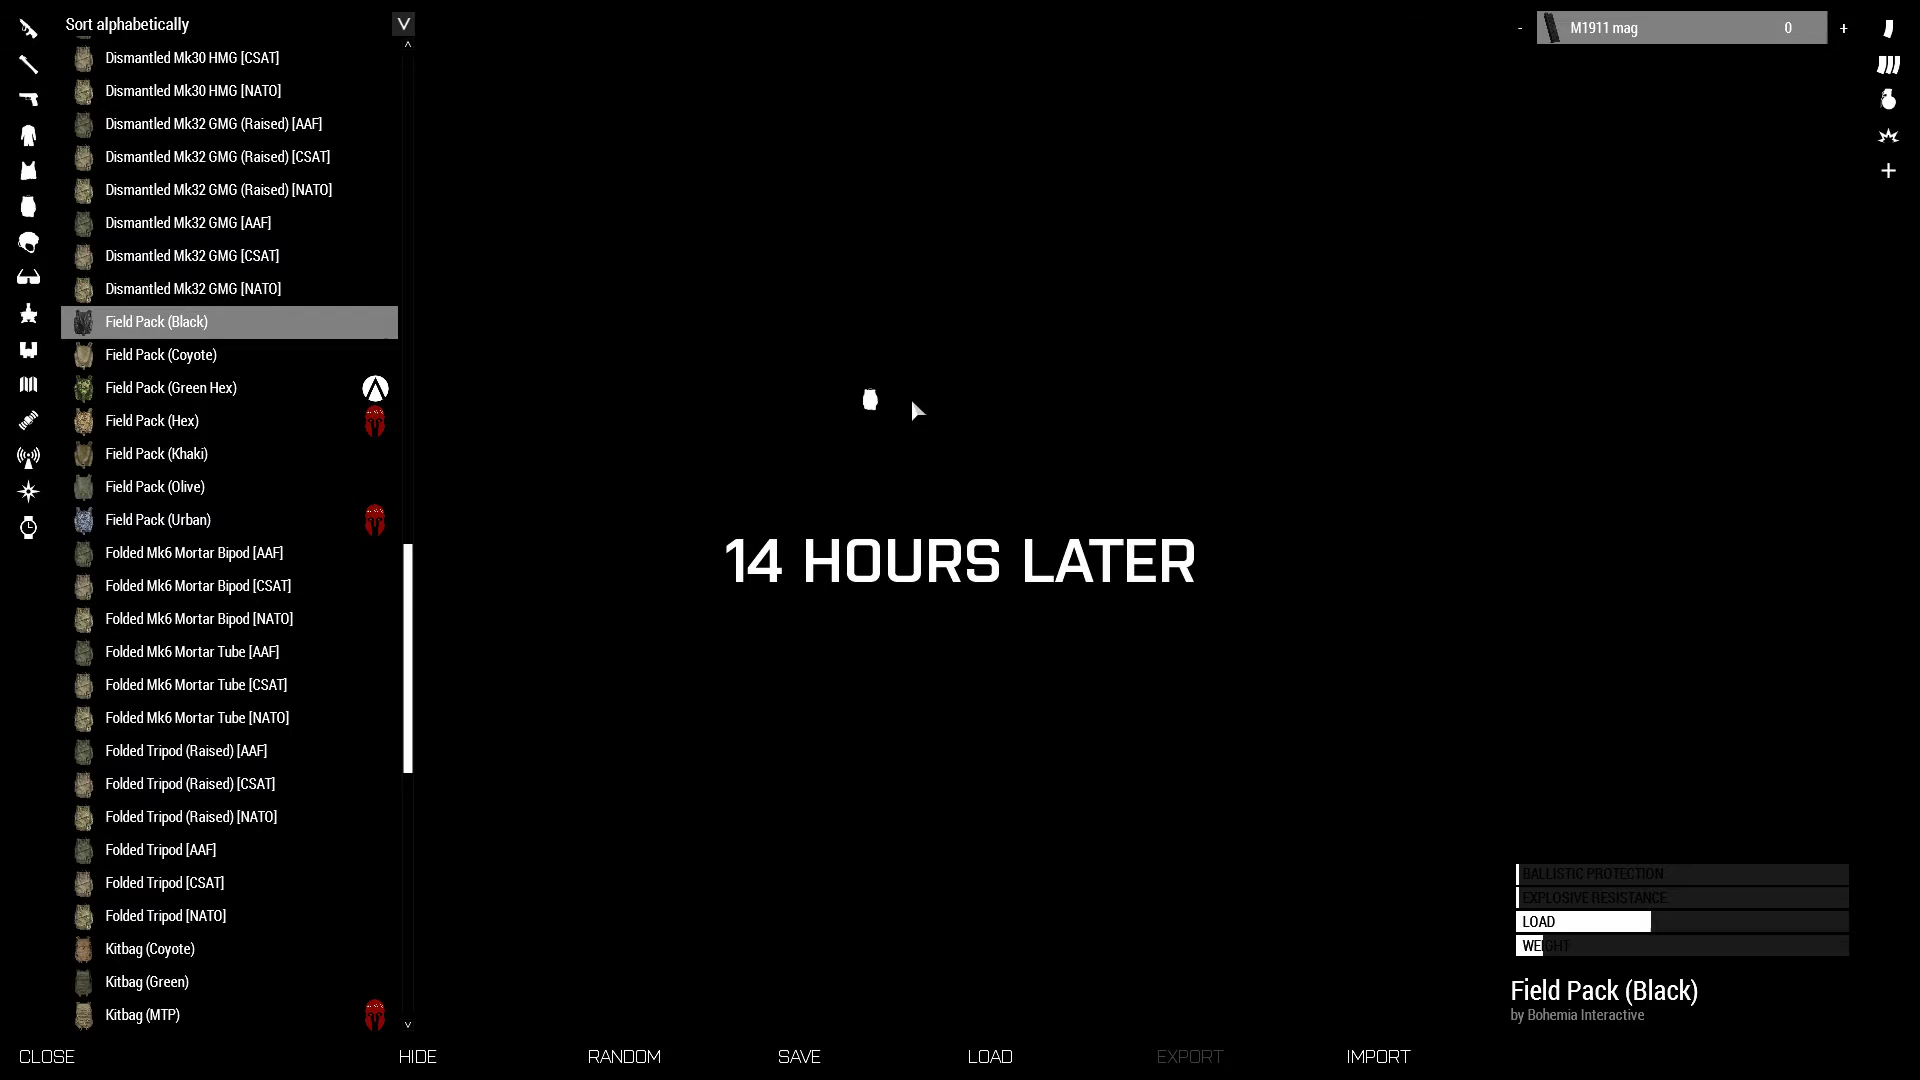 Sort alphabetically
Dismantled Mk30 HMG [CSAT]
Dismantled Mk30 HMG [NATO]
Dismantled Mk32 GMG (Raised) [AAF]
Dismantled Mk32 GMG (Raised) [CSAT]
Dismantled Mk32 GMG (Raised) [NATO]
Dismantled Mk32 GMG [AAF]
Dismantled Mk32 GMG [CSAT]
Dismantled Mk32 GMG [NATO]
Field Pack (Black)
Field Pack (Coyote)
Field Pack (Green Hex)
Field Pack (Hex)
Field Pack (Khaki)
Field Pack (Olive)
Field Pack (Urban)
Folded Mk6 Mortar Bipod [AAF]
Folded Mk6 Mortar Bipod [CSAT]
Folded Mk6 Mortar Bipod [NATO]
Folded Mk6 Mortar Tube [AAF]
Folded Mk6 Mortar Tube [CSAT]
Folded Mk6 Mortar Tube [NATO]
Folded Tripod (Raised) [AAF]
Folded Tripod (Raised) [CSAT]
Folded Tripod (Raised) [NATO]
Folded Tripod [AAF]
Folded Tripod [CSAT]
Folded Tripod [NATO]
Kitbag (Coyote)
Kitbag (Green)
Kitbag (MTP)
14 HOURS LATER
- M1911 mag 0 +
BALLISTIC PROTECTION
EXPLOSIVE RESISTANCE
LOAD
WEIGHT
Field Pack (Black)
by Bohemia Interactive
CLOSE HIDE RANDOM SAVE LOAD EXPORT IMPORT